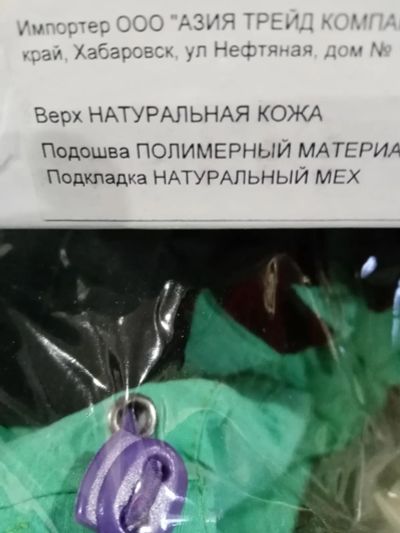 Импортер ООО "АЗИЯ ТРЕЙД КОМПА
край, Хабаровск, ул Нефтяная, дом №
Верх НАТУРАЛЬНАЯ КОЖА
Подошва ПОЛИМЕРНЫЙ МАТЕРИА
Подкладка НАТУРАЛЬНЫЙ МЕХ